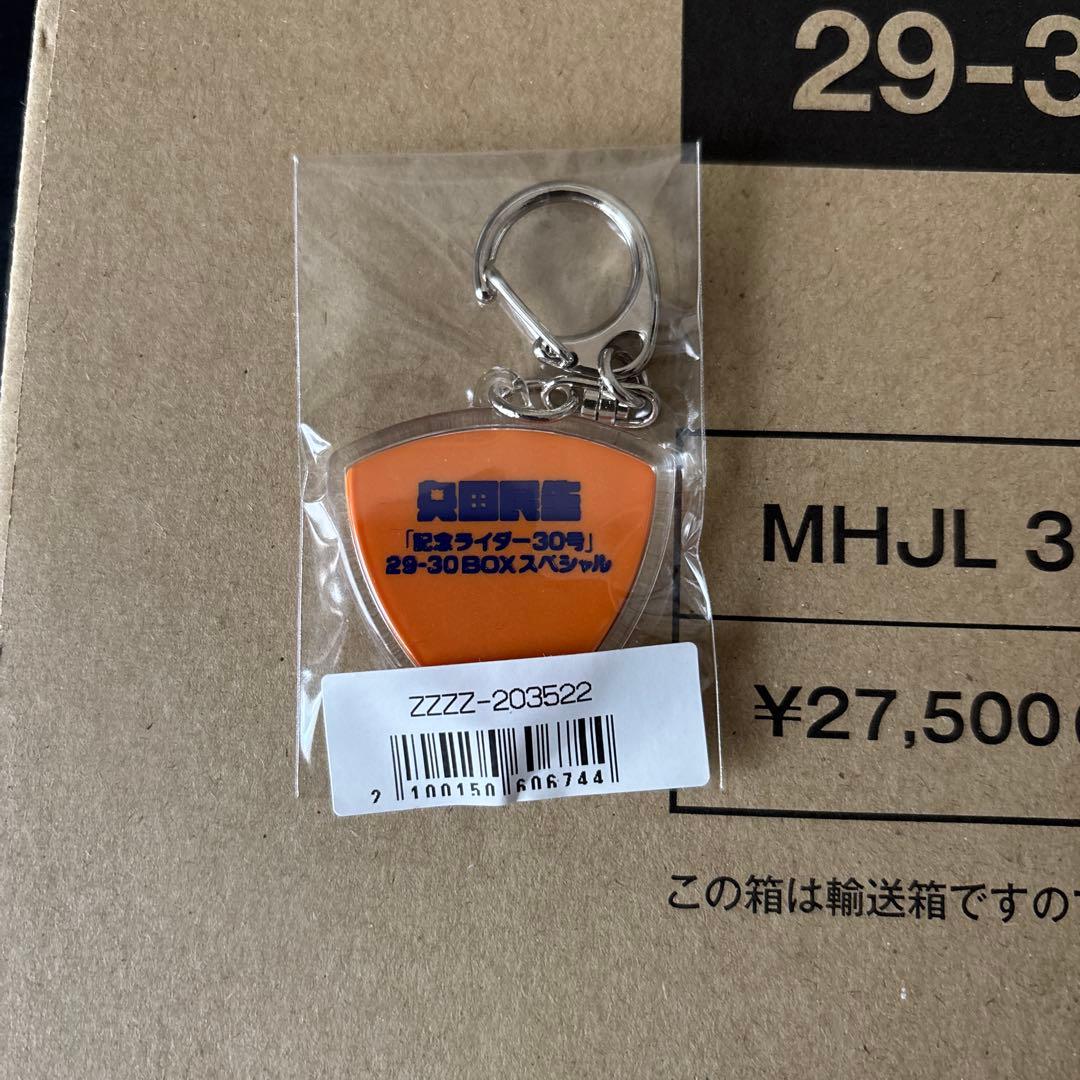 29-3
奥田民生
「記念ライダー30号」
29-30 BOXスペシャル
MHJL 3
ZZZZ-203522
¥27,500(
2 100150 606744
この箱は輸送箱ですので